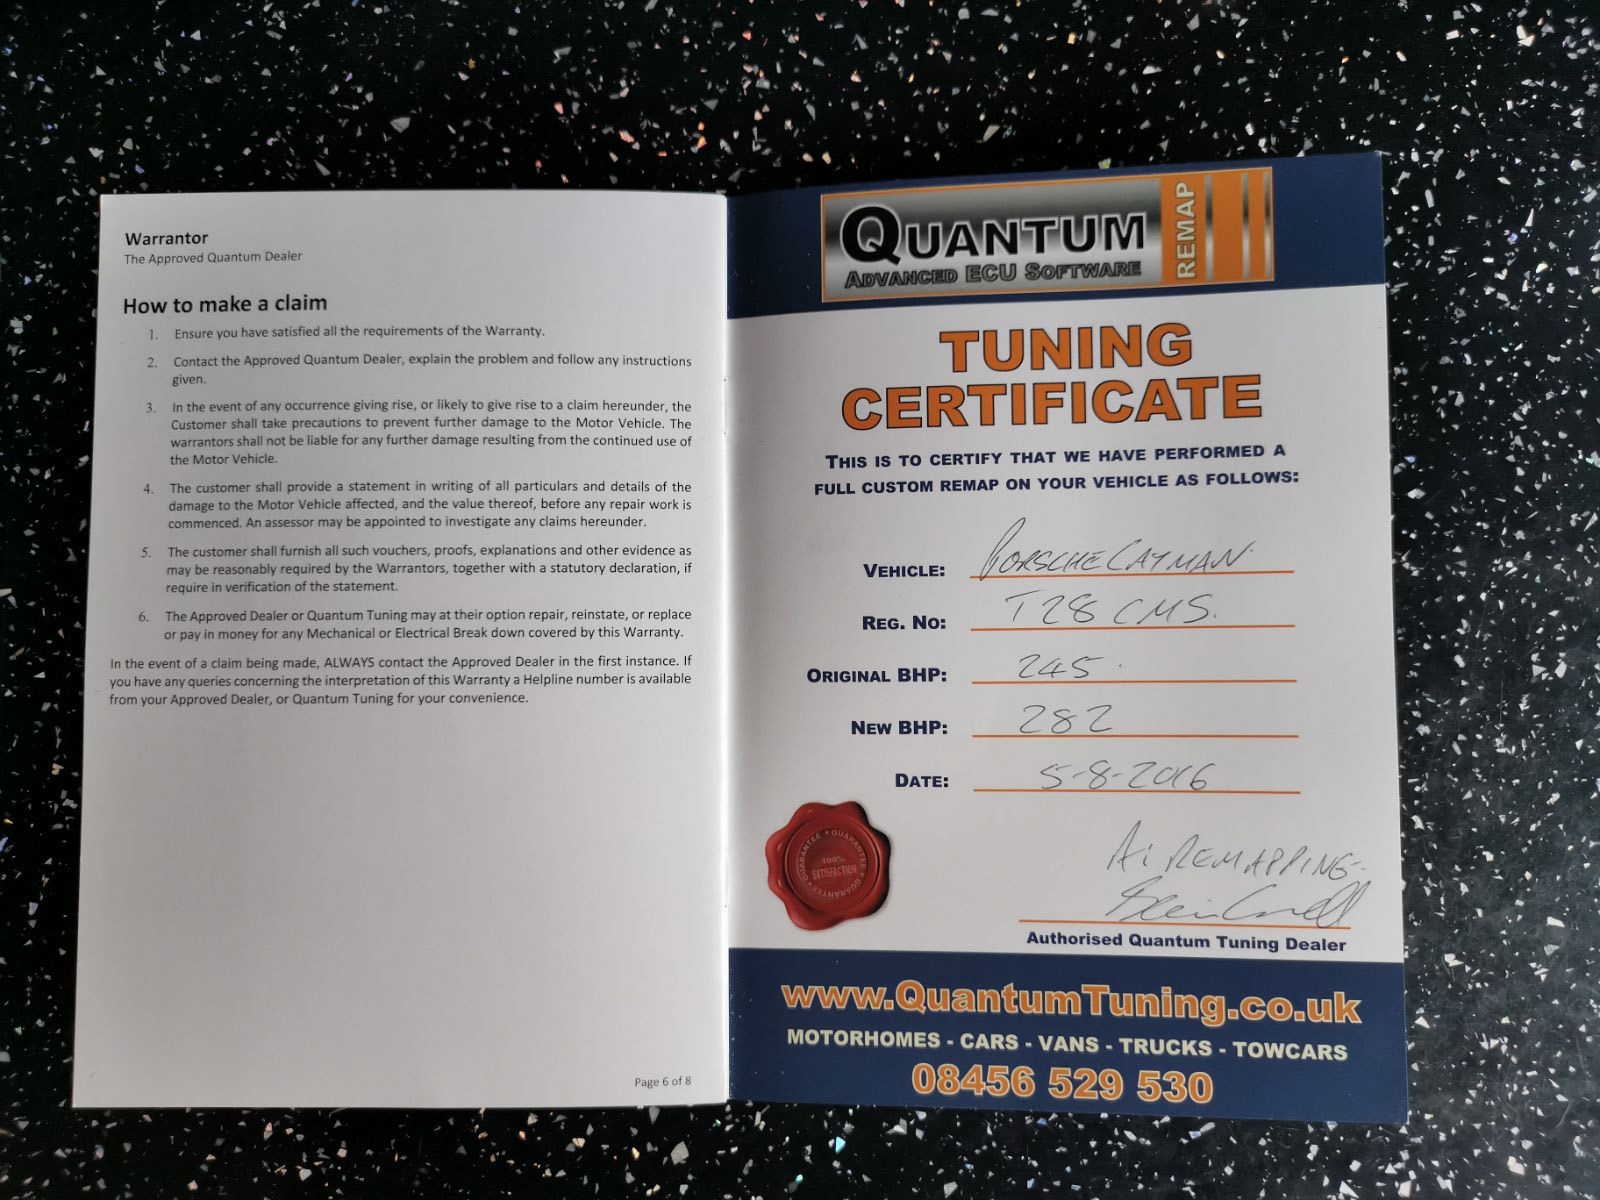 Warrantor
The Approved Quantum Dealer
How to make a claim
1. Ensure you have satisfied all the requirements of the Warranty.
2. Contact the Approved Quantum Dealer, explain the problem and follow any instructions
given.
3. In the event of any occurrence giving rise, or likely to give rise to a claim hereunder, the
Customer shall take precautions to prevent further damage to the Motor Vehicle. The
warrantors shall not be liable for any further damage resulting from the continued use of
the Motor Vehicle.
4. The customer shall provide a statement in writing of all particulars and details of the
damage to the Motor Vehicle affected, and the value thereof, before any repair work is
commenced. An assessor may be appointed to investigate any claims hereunder.
5. The customer shall furnish all such vouchers, proofs, explanations and other evidence as
may be reasonably required by the Warrantors, together with a statutory declaration, if
require in verification of the statement.
6. The Approved Dealer or Quantum Tuning may at their option repair, reinstate, or replace
or pay in money for any Mechanical or Electrical Break down covered by this Warranty.
In the event of a claim being made, ALWAYS contact the Approved Dealer in the first instance. If
you have any queries concerning the interpretation of this Warranty a Helpline number is available
from your Approved Dealer, or Quantum Tuning for your convenience.
Page 6 of 8
QUANTUM
ADVANCED ECU SOFTWARE
REMAP
TUNING
CERTIFICATE
THIS IS TO CERTIFY THAT WE HAVE PERFORMED A
FULL CUSTOM REMAP ON YOUR VEHICLE AS FOLLOWS:
VEHICLE: PORSCHE CAYMAN
REG. NO: T28 CMS.
ORIGINAL BHP: 245
NEW BHP: 282
DATE: 5-8-2016
GUARANTEE • GUARANTEE • GUARANTEE • GUARANTEE
100%
SATISFACTION
Ai REMAPPING
Authorised Quantum Tuning Dealer
www.QuantumTuning.co.uk
MOTORHOMES - CARS - VANS - TRUCKS - TOWCARS
08456 529 530